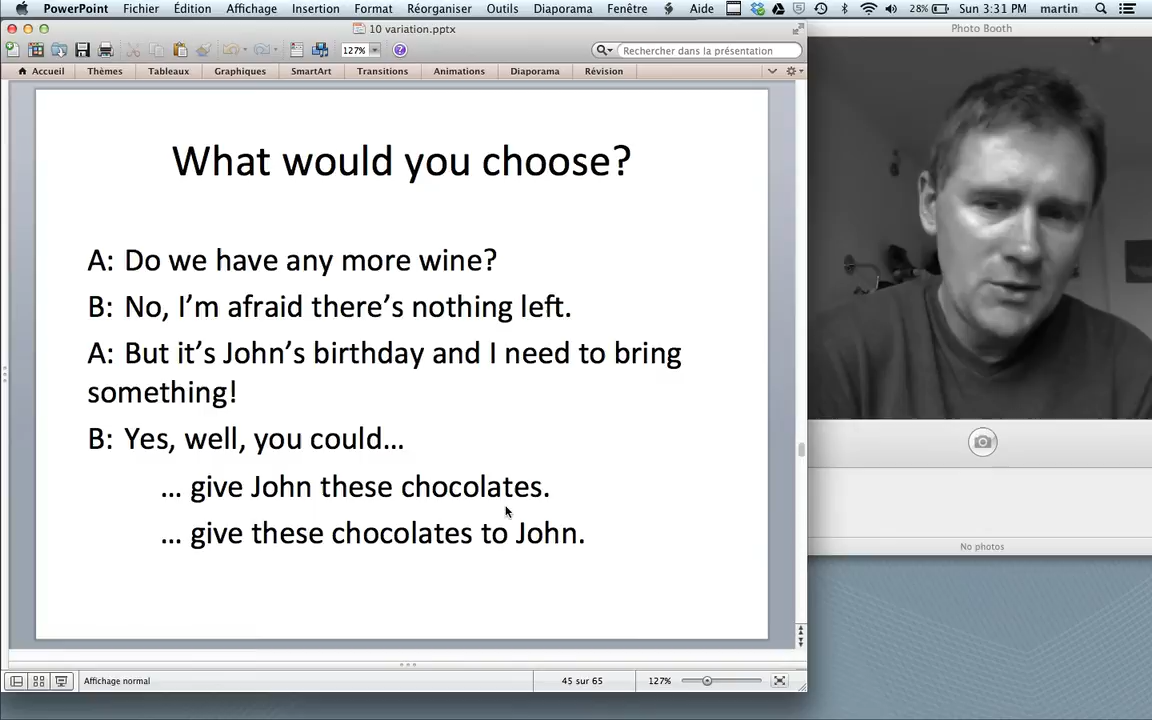 PowerPoint Fichier Édition Affichage Insertion Format Réorganiser Outils Diaporama Fenêtre Aide 28% Sun 3:31 PM martin
10 variation.pptx
Photo Booth
127%
Rechercher dans la présentation
Accueil Thèmes Tableaux Graphiques SmartArt Transitions Animations Diaporama Révision
What would you choose?
A: Do we have any more wine?
B: No, I’m afraid there’s nothing left.
A: But it’s John’s birthday and I need to bring
something!
B: Yes, well, you could…
… give John these chocolates.
… give these chocolates to John.
No photos
Affichage normal 45 sur 65 127%